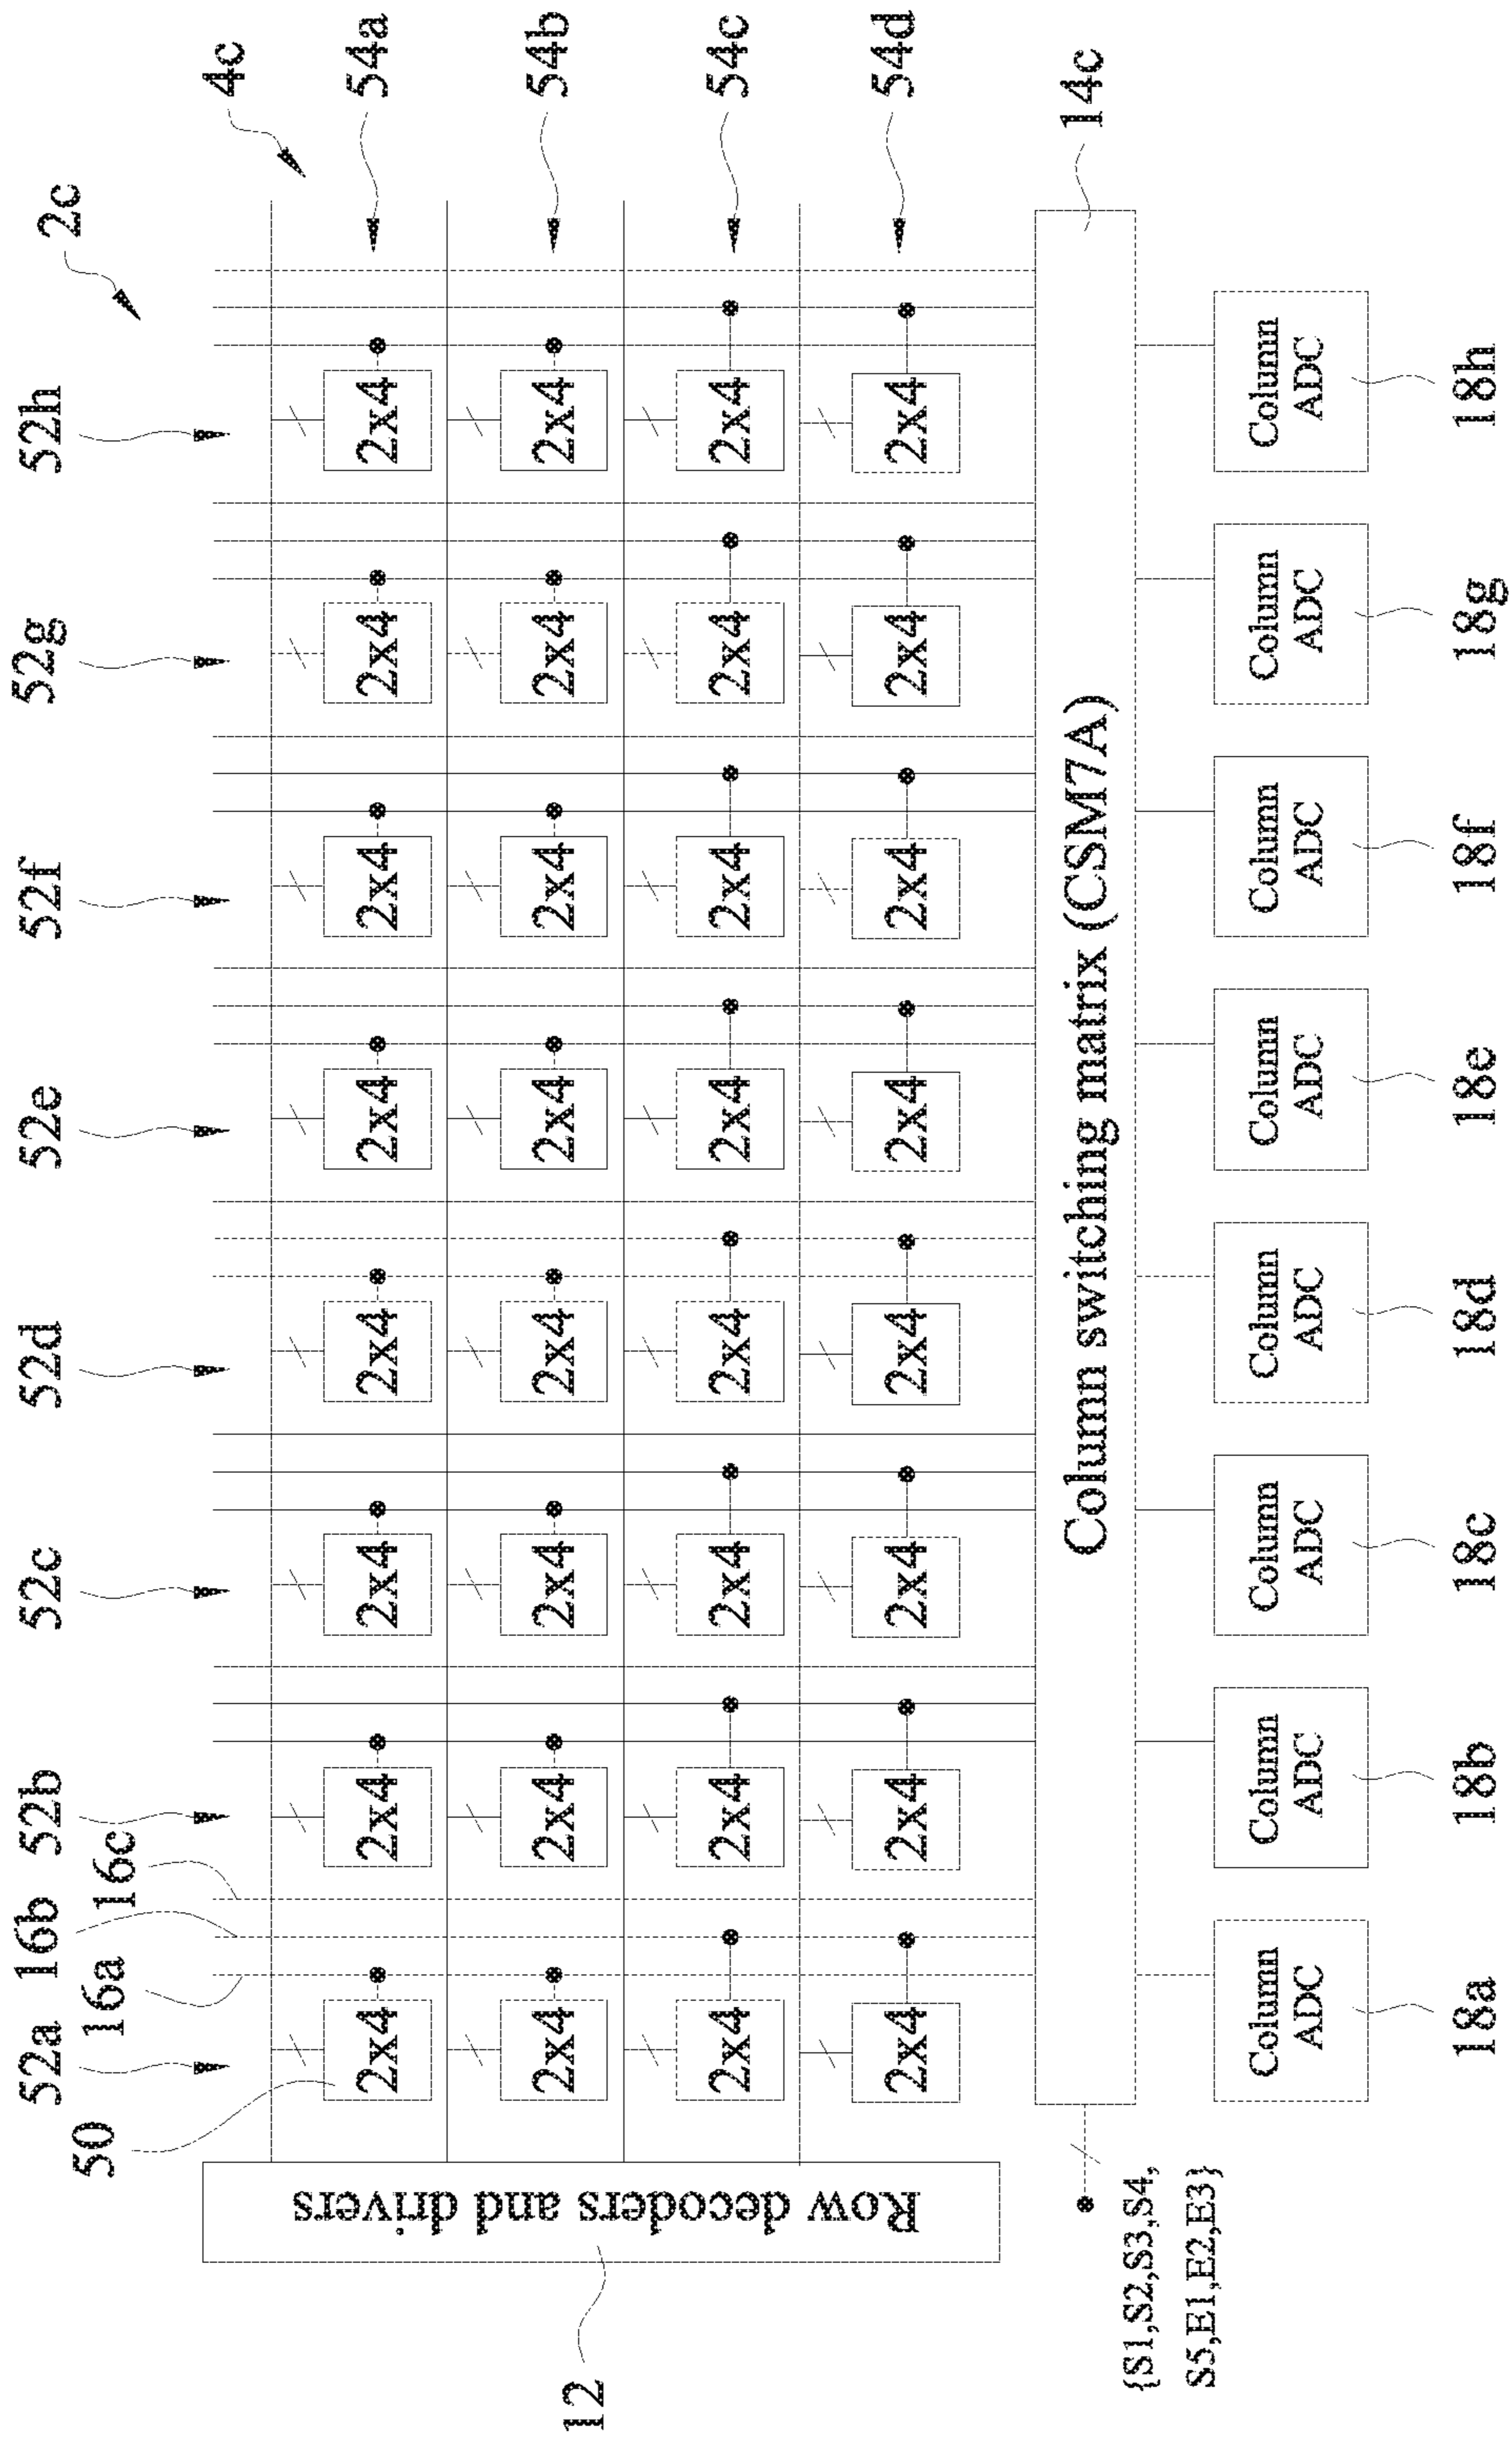 2c
4c
52a
52b
52c
52d
52e
52f
52g
52h
50
16a
16b
16c
54a
54b
54c
54d
12
Row decoders and drivers
2x4 2x4 2x4 2x4 2x4 2x4 2x4 2x4
2x4 2x4 2x4 2x4 2x4 2x4 2x4 2x4
2x4 2x4 2x4 2x4 2x4 2x4 2x4 2x4
2x4 2x4 2x4 2x4 2x4 2x4 2x4 2x4
Column switching matrix (CSM7A)
14c
{S1,S2,S3,S4,
S5,E1,E2,E3}
Column
ADC
Column
ADC
Column
ADC
Column
ADC
Column
ADC
Column
ADC
Column
ADC
Column
ADC
18a
18b
18c
18d
18e
18f
18g
18h